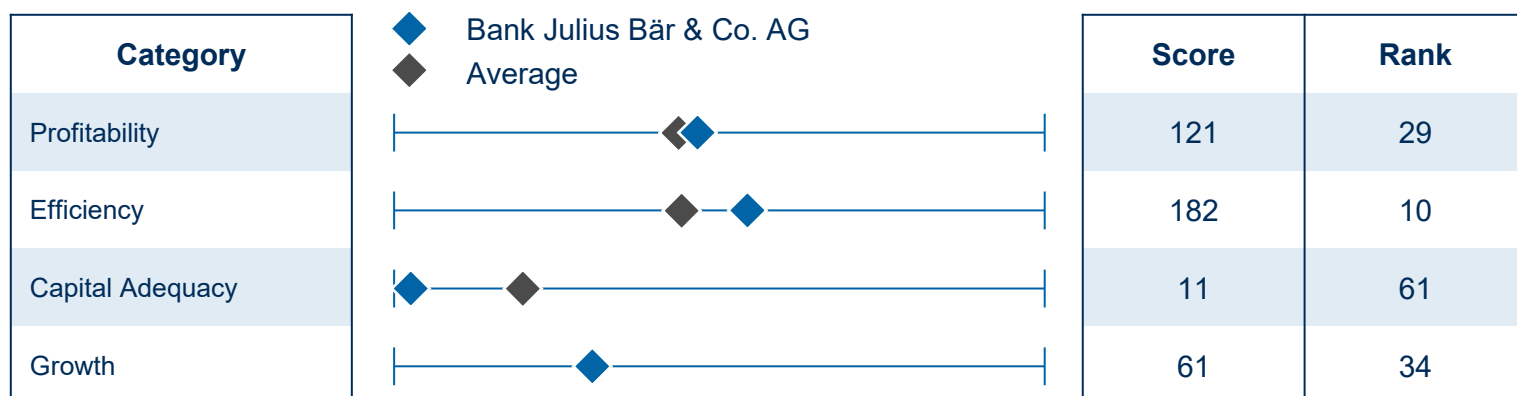 Bank Julius Bär & Co. AG
Average
Category Score Rank
Profitability 121 29
Efficiency 182 10
Capital Adequacy 11 61
Growth 61 34